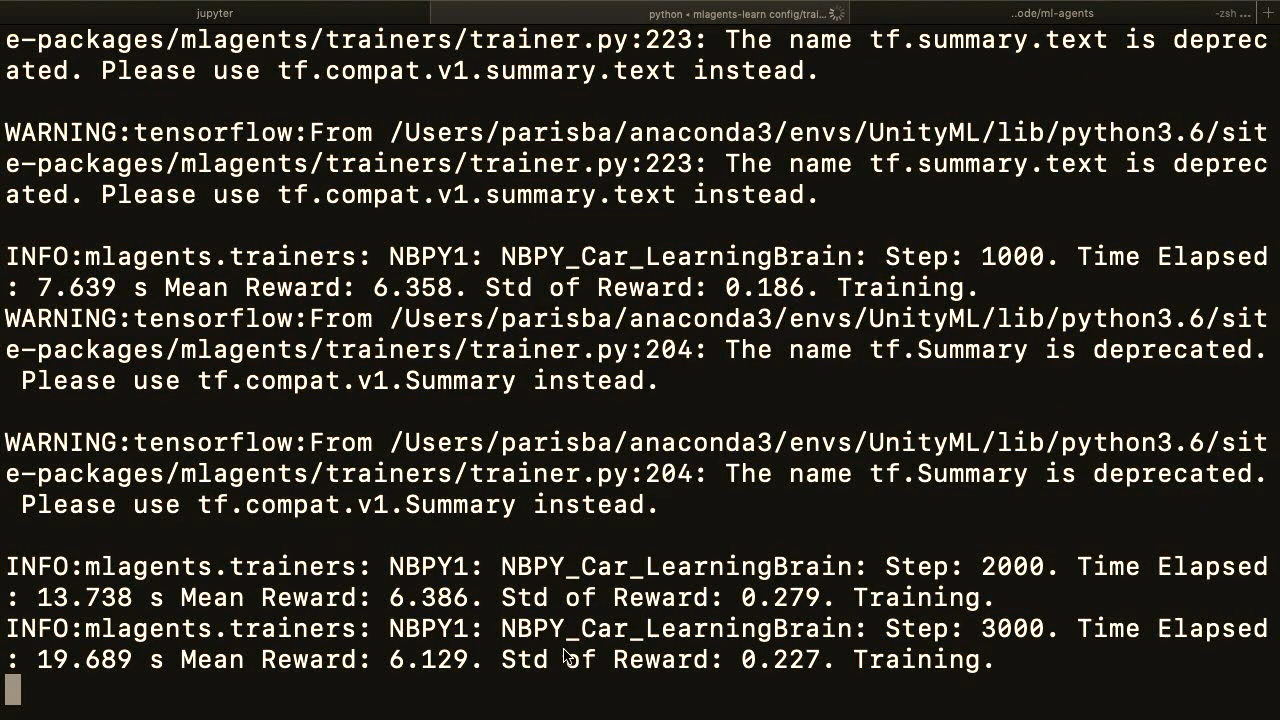 jupyter
python • mlagents-learn config/trai...
..ode/ml-agents
-zsh ...
e-packages/mlagents/trainers/trainer.py:223: The name tf.summary.text is deprec
ated. Please use tf.compat.v1.summary.text instead.
WARNING:tensorflow:From /Users/parisba/anaconda3/envs/UnityML/lib/python3.6/sit
e-packages/mlagents/trainers/trainer.py:223: The name tf.summary.text is deprec
ated. Please use tf.compat.v1.summary.text instead.
INFO:mlagents.trainers: NBPY1: NBPY_Car_LearningBrain: Step: 1000. Time Elapsed
: 7.639 s Mean Reward: 6.358. Std of Reward: 0.186. Training.
WARNING:tensorflow:From /Users/parisba/anaconda3/envs/UnityML/lib/python3.6/sit
e-packages/mlagents/trainers/trainer.py:204: The name tf.Summary is deprecated.
Please use tf.compat.v1.Summary instead.
WARNING:tensorflow:From /Users/parisba/anaconda3/envs/UnityML/lib/python3.6/sit
e-packages/mlagents/trainers/trainer.py:204: The name tf.Summary is deprecated.
Please use tf.compat.v1.Summary instead.
INFO:mlagents.trainers: NBPY1: NBPY_Car_LearningBrain: Step: 2000. Time Elapsed
: 13.738 s Mean Reward: 6.386. Std of Reward: 0.279. Training.
INFO:mlagents.trainers: NBPY1: NBPY_Car_LearningBrain: Step: 3000. Time Elapsed
: 19.689 s Mean Reward: 6.129. Std of Reward: 0.227. Training.